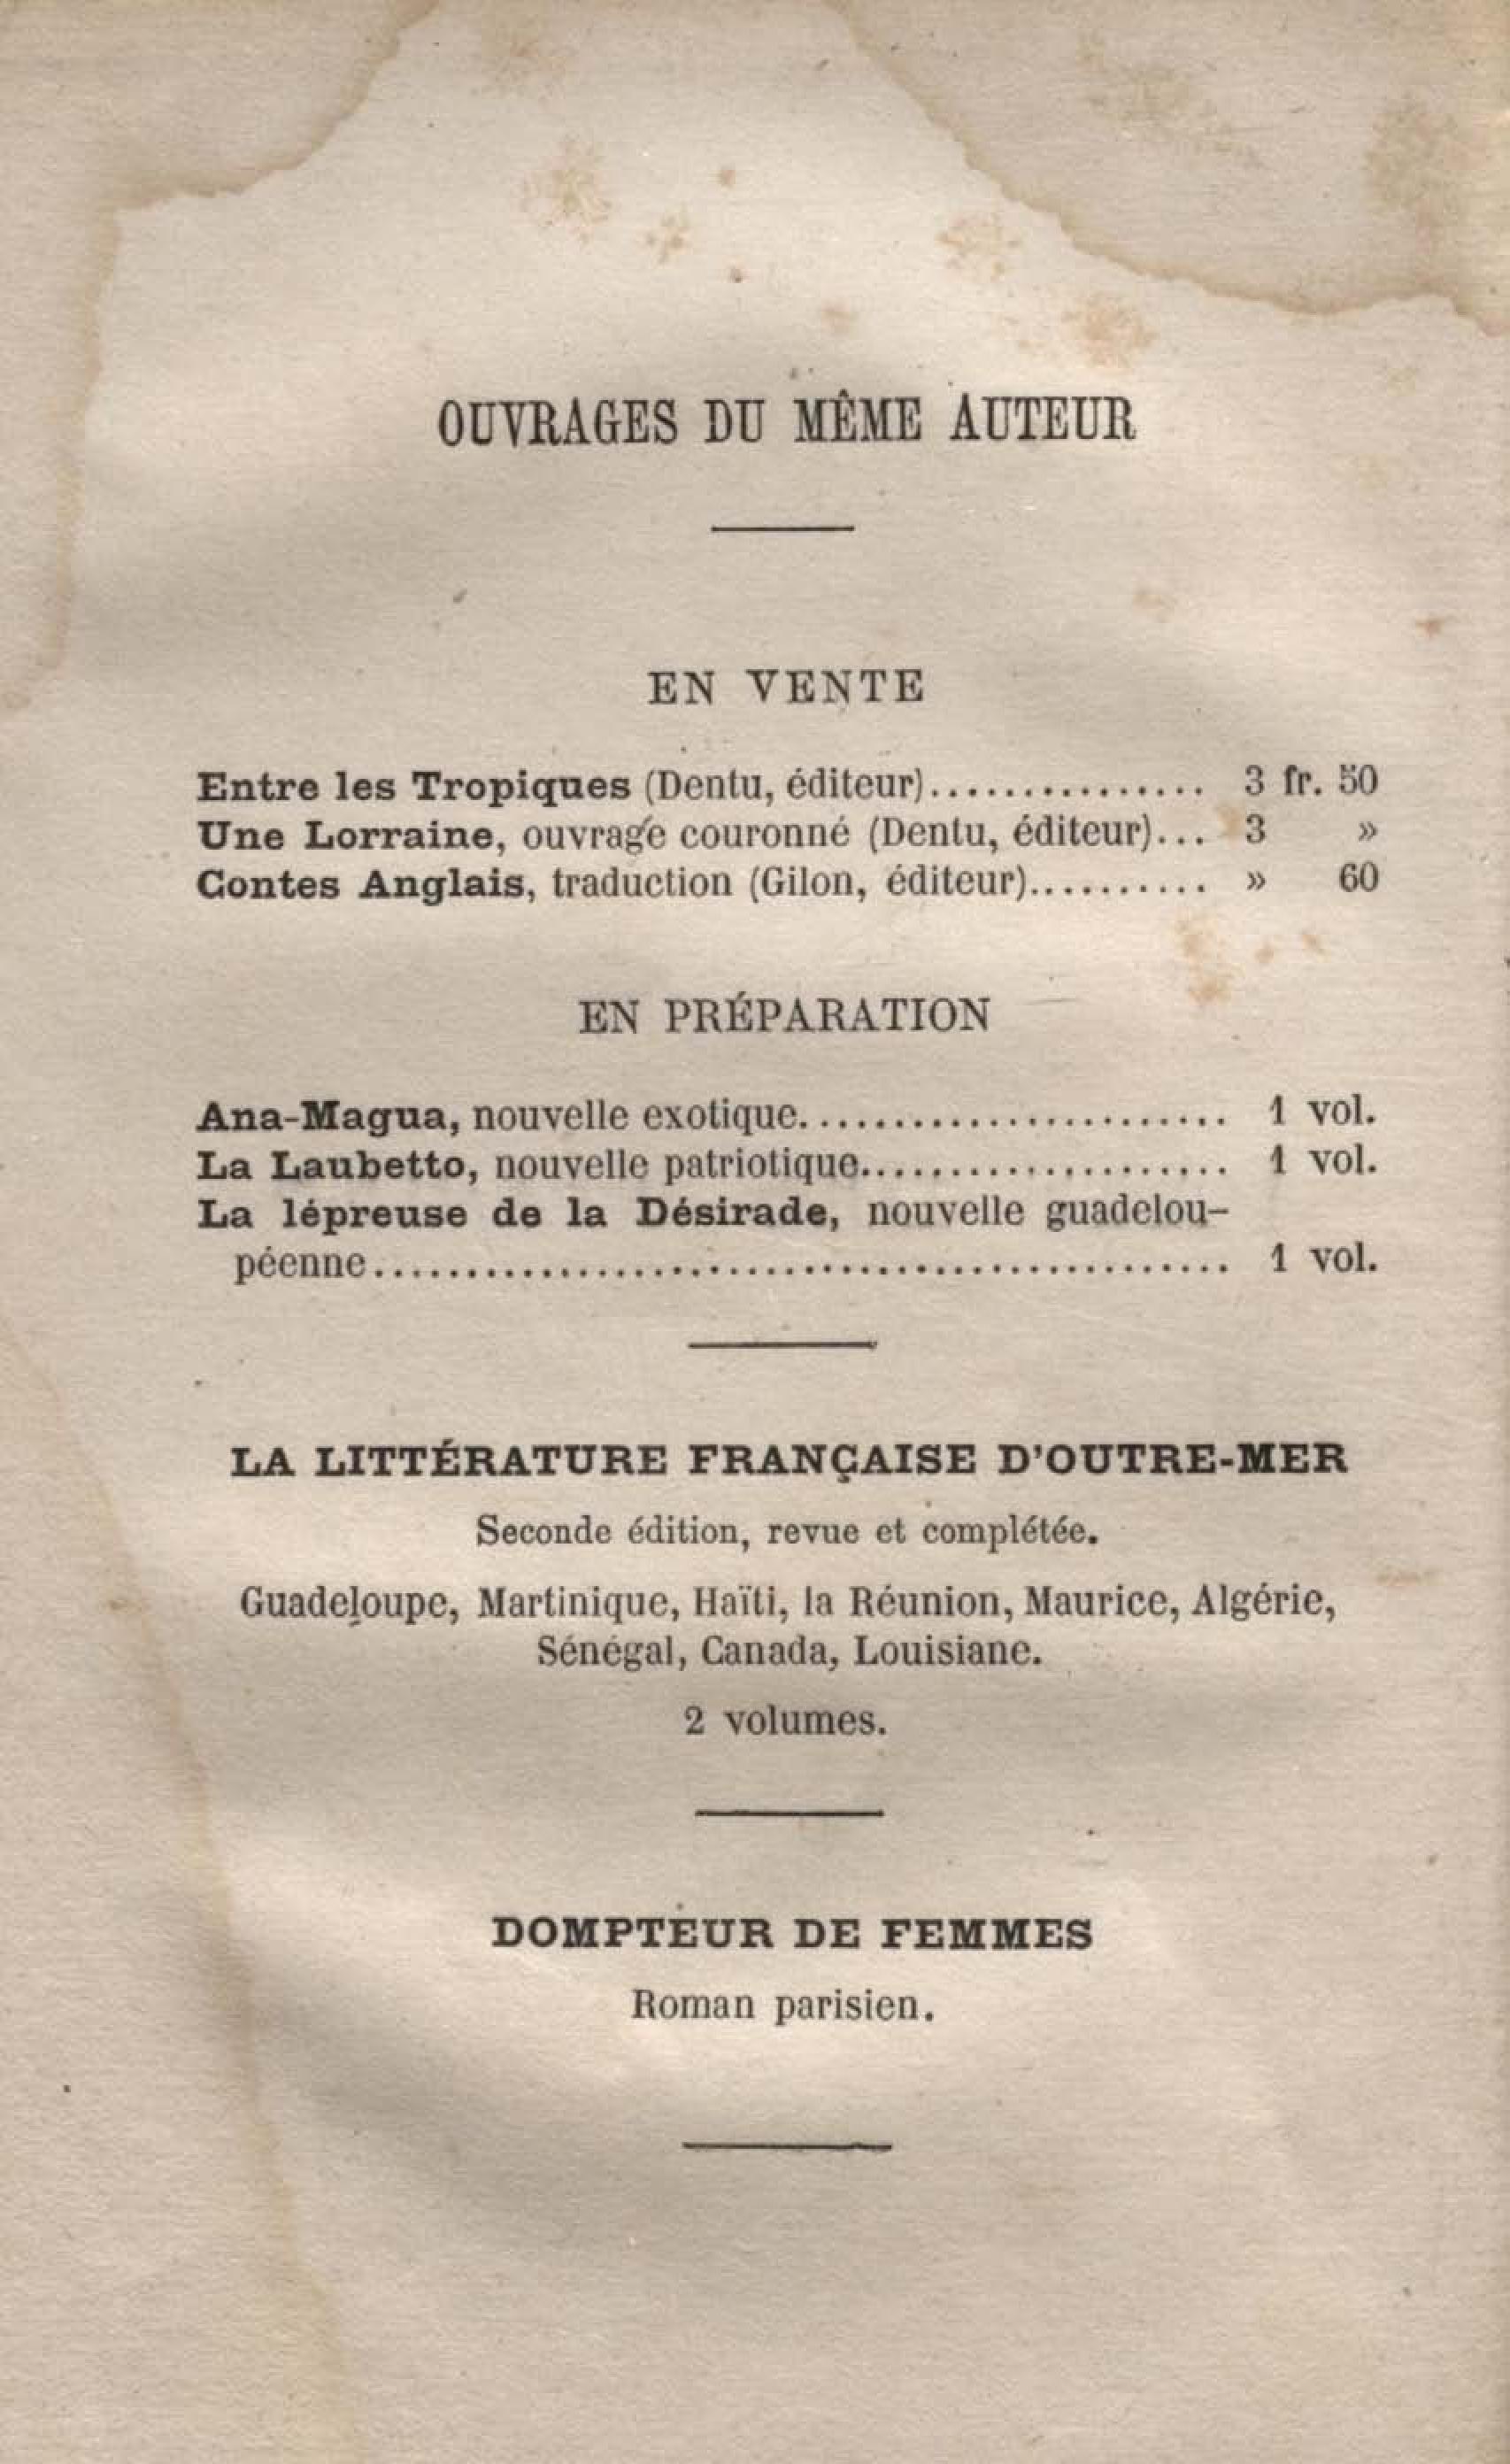 OUVRAGES DU MÊME AUTEUR
EN VENTE
Entre les Tropiques (Dentu, éditeur)............... 3 fr. 50
Une Lorraine, ouvrage couronné (Dentu, éditeur)... 3 »
Contes Anglais, traduction (Gilon, éditeur).......... » 60
EN PRÉPARATION
Ana-Magua, nouvelle exotique....................... 1 vol.
La Laubetto, nouvelle patriotique.................... 1 vol.
La lépreuse de la Désirade, nouvelle guadelou-
péenne.............................................. 1 vol.
LA LITTÉRATURE FRANÇAISE D'OUTRE-MER
Seconde édition, revue et complétée.
Guadeloupe, Martinique, Haïti, la Réunion, Maurice, Algérie,
Sénégal, Canada, Louisiane.
2 volumes.
DOMPTEUR DE FEMMES
Roman parisien.